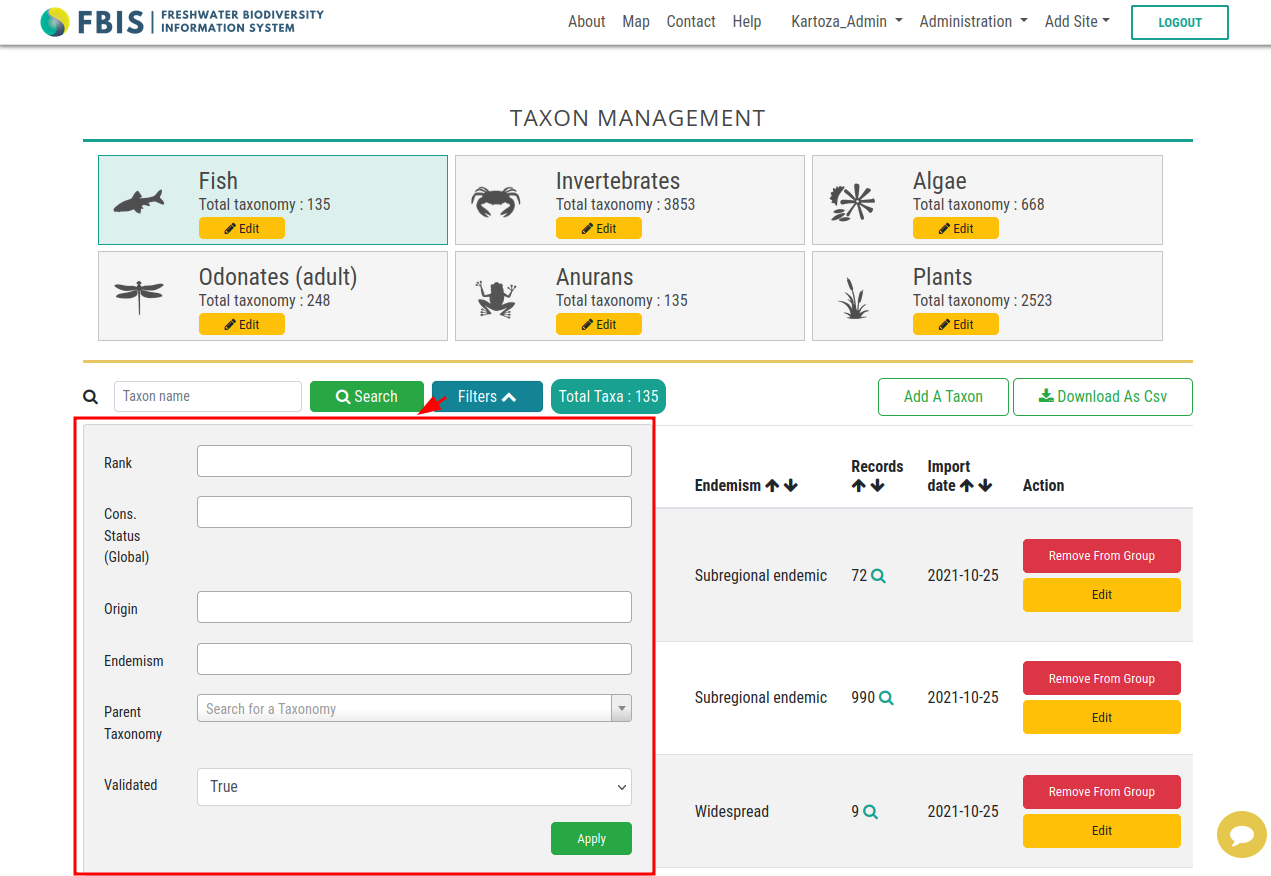 FBIS
FRESHWATER BIODIVERSITY
INFORMATION SYSTEM
About
Map
Contact
Help
Kartoza_Admin
Administration
Add Site
LOGOUT
TAXON MANAGEMENT
Fish
Total taxonomy : 135
Edit
Invertebrates
Total taxonomy : 3853
Edit
Algae
Total taxonomy : 668
Edit
Odonates (adult)
Total taxonomy : 248
Edit
Anurans
Total taxonomy : 135
Edit
Plants
Total taxonomy : 2523
Edit
Taxon name
Search
Filters
Total Taxa : 135
Add A Taxon
Download As Csv
Rank
Cons.
Status
(Global)
Origin
Endemism
Parent
Taxonomy
Search for a Taxonomy
Validated
True
Apply
Endemism
Records
Import
date
Action
Subregional endemic
72
2021-10-25
Remove From Group
Edit
Subregional endemic
990
2021-10-25
Remove From Group
Edit
Widespread
9
2021-10-25
Remove From Group
Edit